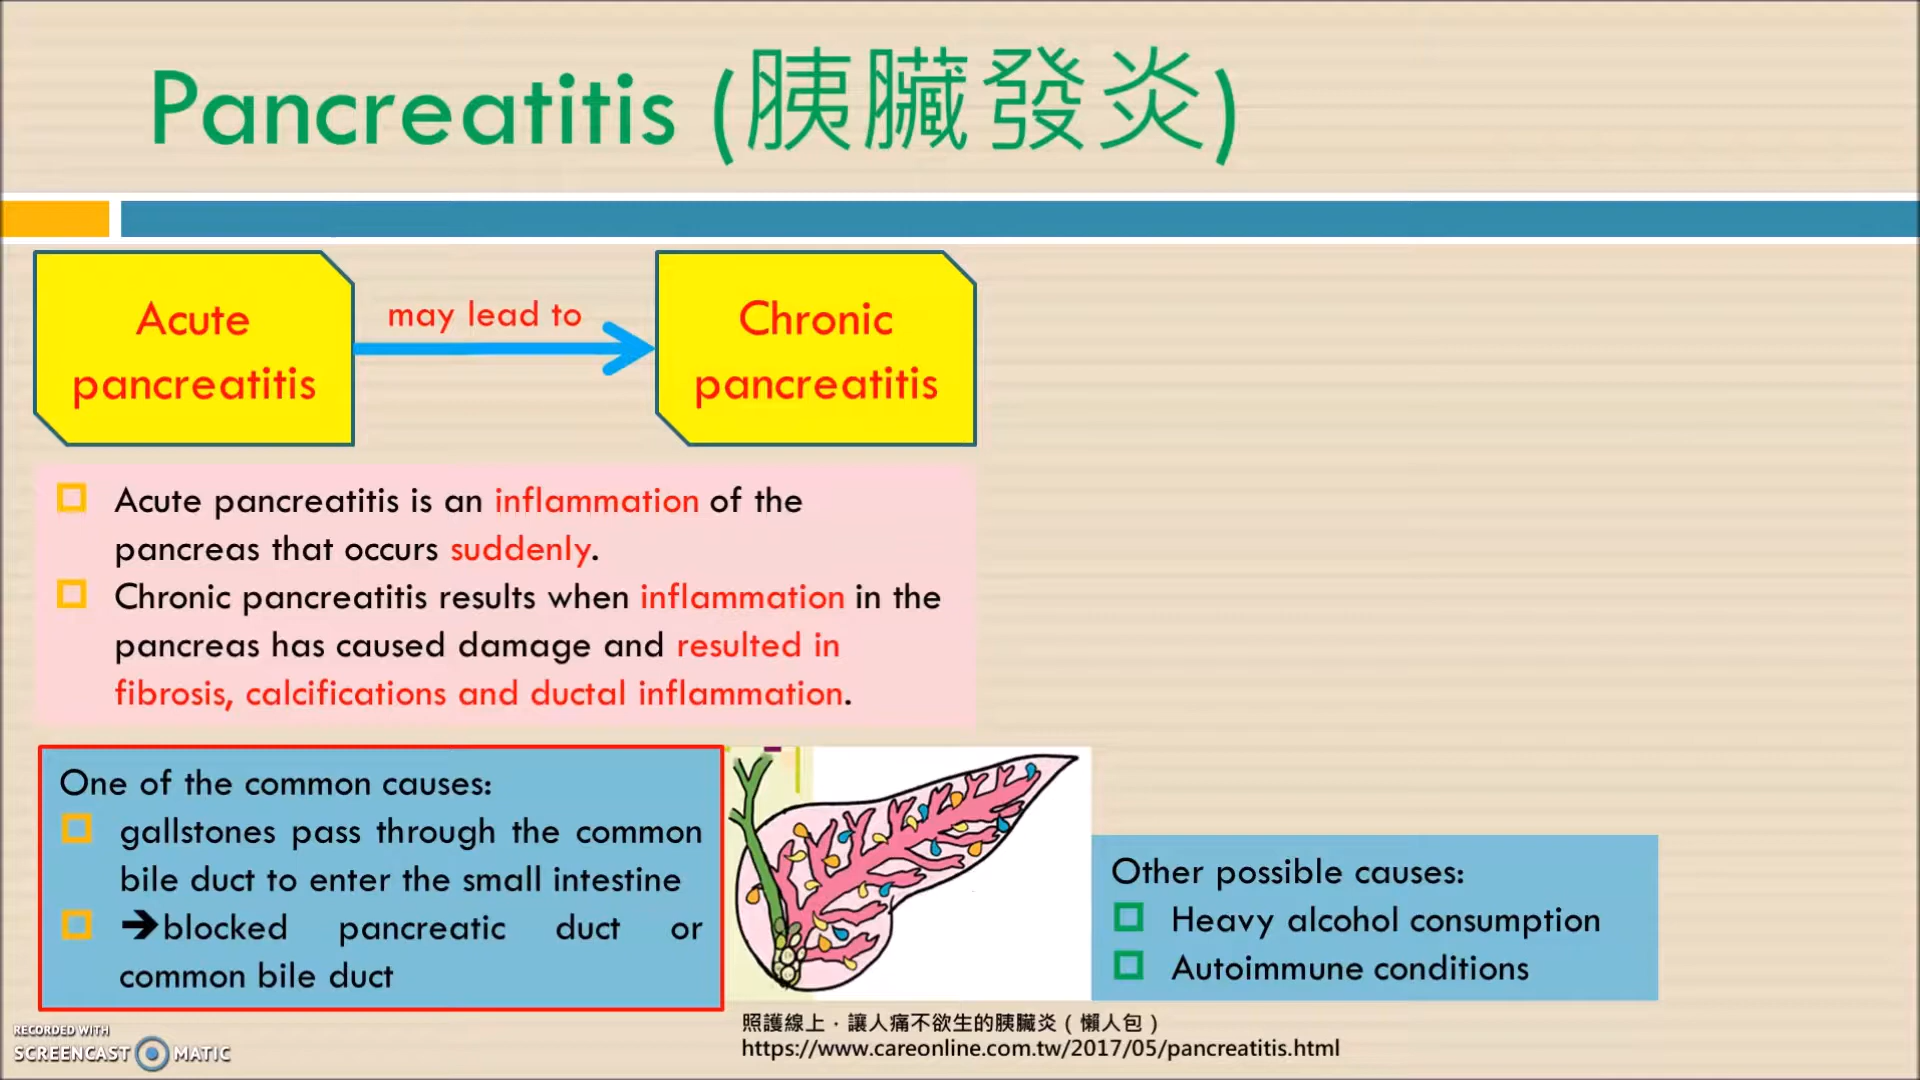 Pancreatitis (胰臟發炎)
Acute
pancreatitis
may lead to
Chronic
pancreatitis
Acute pancreatitis is an inflammation of the
pancreas that occurs suddenly.
Chronic pancreatitis results when inflammation in the
pancreas has caused damage and resulted in
fibrosis, calcifications and ductal inflammation.
One of the common causes:
gallstones pass through the common
bile duct to enter the small intestine
➔blocked pancreatic duct or
common bile duct
Other possible causes:
Heavy alcohol consumption
Autoimmune conditions
照護線上．讓人痛不欲生的胰臟炎（懶人包）
https://www.careonline.com.tw/2017/05/pancreatitis.html
RECORDED WITH
SCREENCAST MATIC